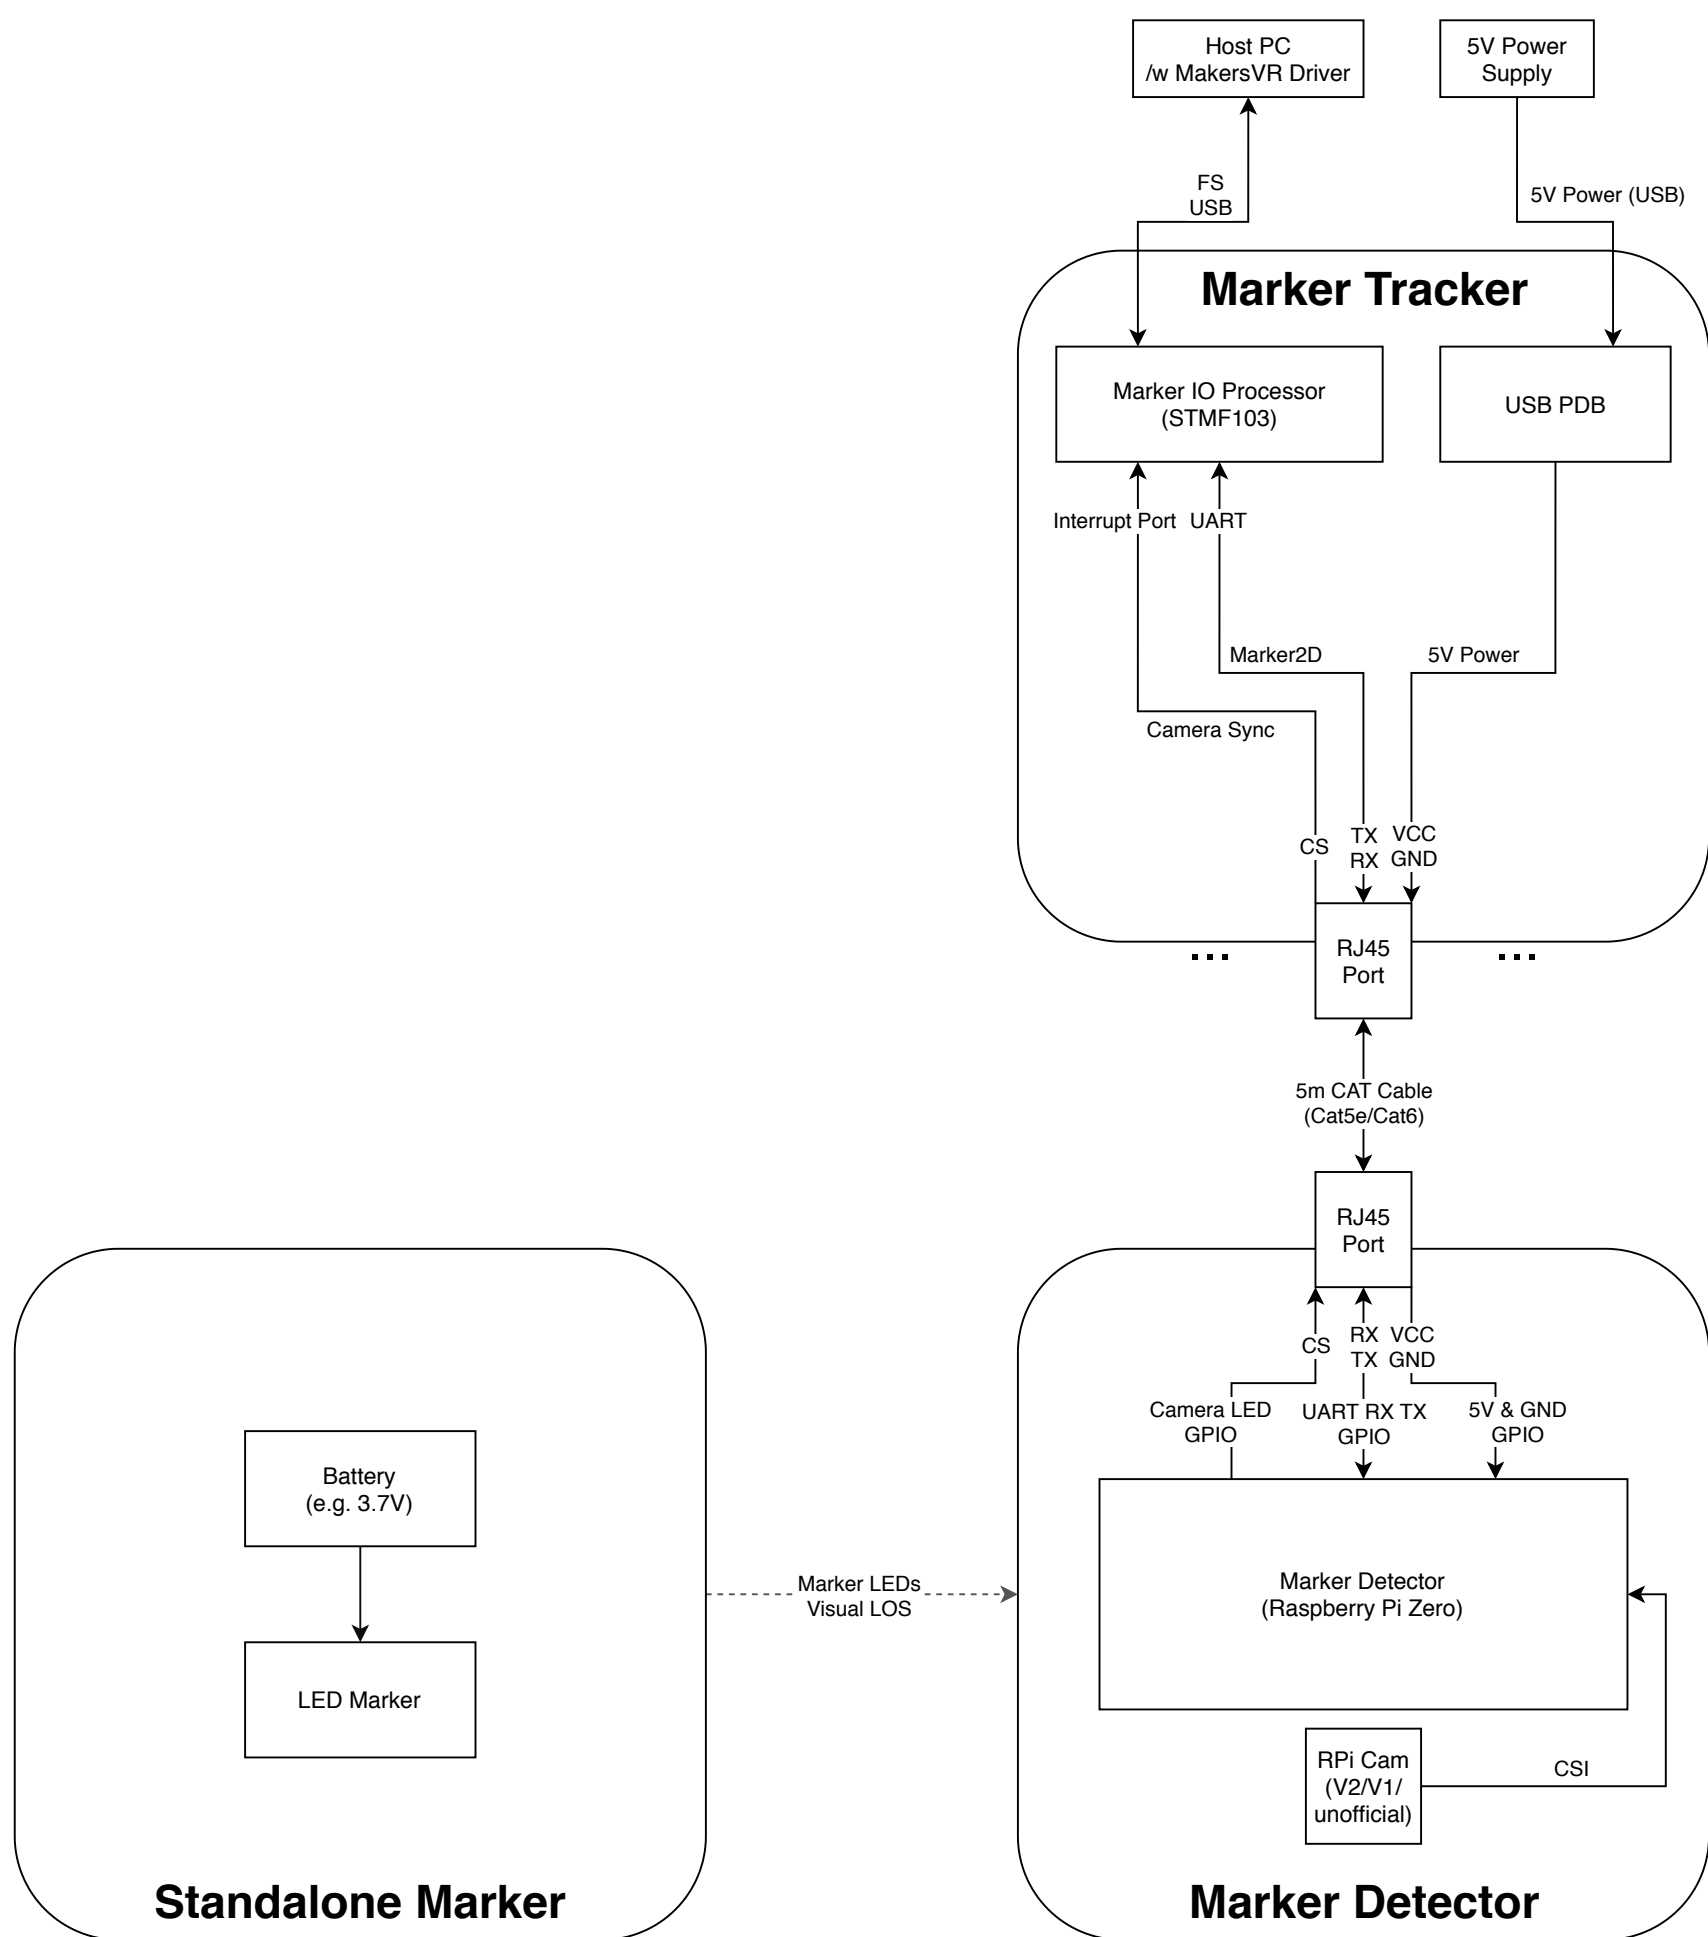 Host PC
/w MakersVR Driver
5V Power
Supply
FS
USB
5V Power (USB)
Marker Tracker
Marker IO Processor
(STMF103)
USB PDB
Interrupt Port
UART
Marker2D
5V Power
Camera Sync
CS
TX
RX
VCC
GND
RJ45
Port
...
...
5m CAT Cable
(Cat5e/Cat6)
RJ45
Port
CS
RX
TX
VCC
GND
Camera LED
GPIO
UART RX TX
GPIO
5V & GND
GPIO
Battery
(e.g. 3.7V)
LED Marker
Marker LEDs
Visual LOS
Marker Detector
(Raspberry Pi Zero)
RPi Cam
(V2/V1/
unofficial)
CSI
Standalone Marker
Marker Detector